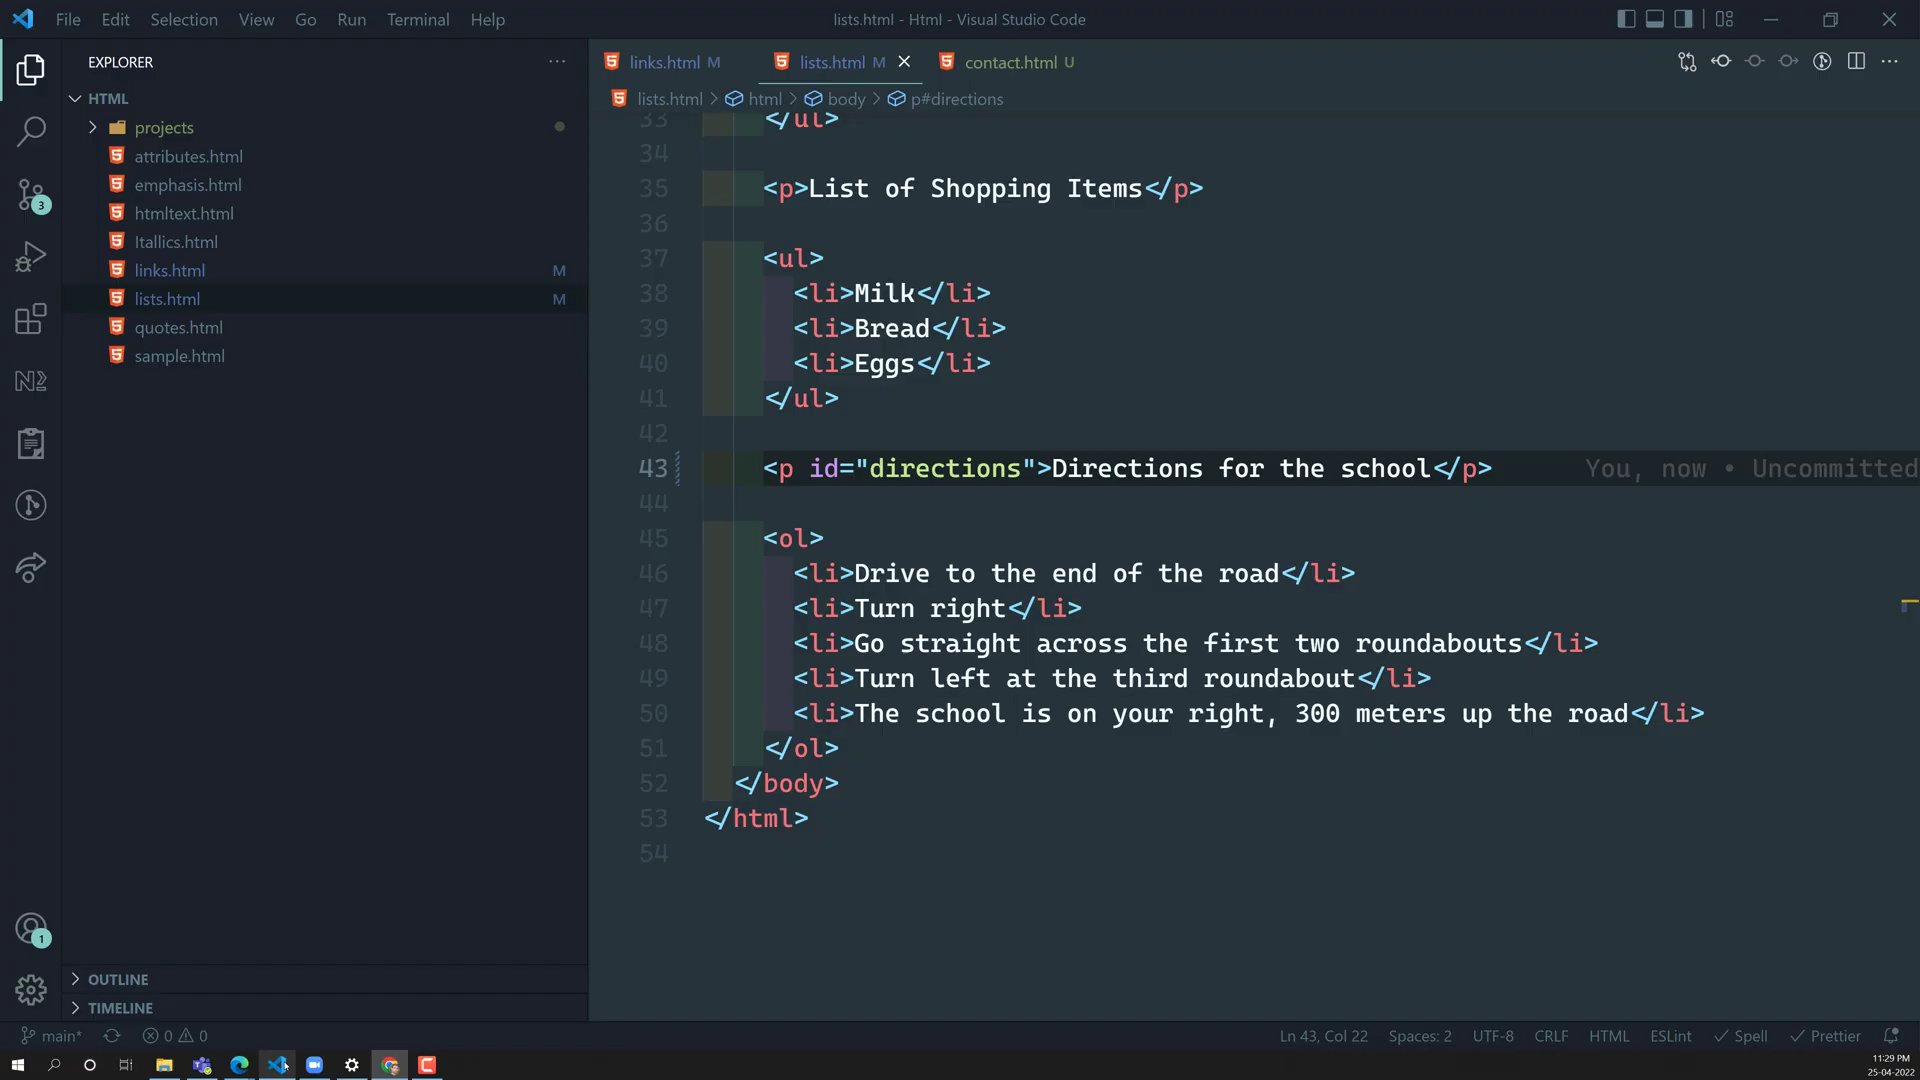 File Edit Selection View Go Run Terminal Help
lists.html - Html - Visual Studio Code
EXPLORER
HTML
projects
attributes.html
emphasis.html
htmltext.html
Itallics.html
links.html M
lists.html M
quotes.html
sample.html
OUTLINE
TIMELINE
3
1
links.html M lists.html M contact.html U
lists.html > html > body > p#directions
33 </ul>
34
35 <p>List of Shopping Items</p>
36
37 <ul>
38 <li>Milk</li>
39 <li>Bread</li>
40 <li>Eggs</li>
41 </ul>
42
43 <p id="directions">Directions for the school</p> You, now • Uncommitted
44
45 <ol>
46 <li>Drive to the end of the road</li>
47 <li>Turn right</li>
48 <li>Go straight across the first two roundabouts</li>
49 <li>Turn left at the third roundabout</li>
50 <li>The school is on your right, 300 meters up the road</li>
51 </ol>
52 </body>
53 </html>
54
main* 0 0 Ln 43, Col 22 Spaces: 2 UTF-8 CRLF HTML ESLint Spell Prettier
11:29 PM
25-04-2022